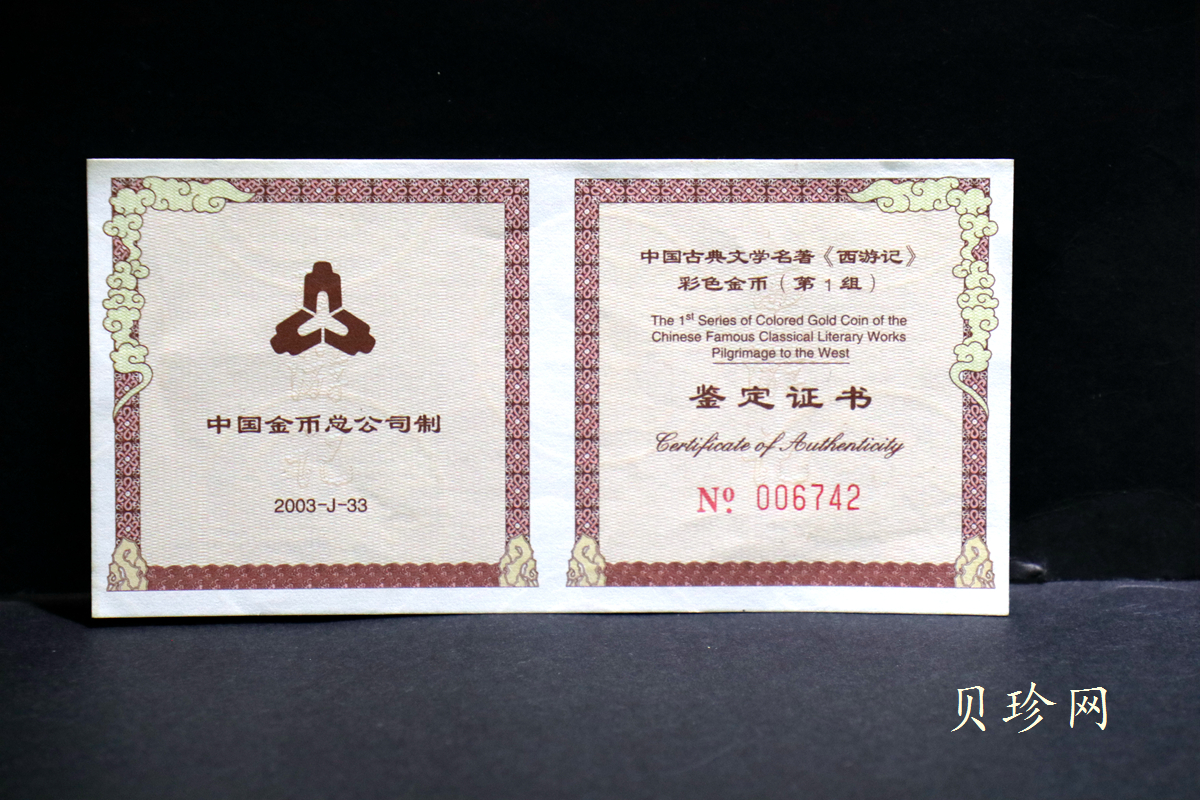 中国金币总公司制
2003-J-33
中国古典文学名著《西游记》
彩色金币（第1组）
The 1st Series of Colored Gold Coin of the
Chinese Famous Classical Literary Works
Pilgrimage to the West
鉴定证书
Certificate of Authenticity
Nº 006742
贝珍网